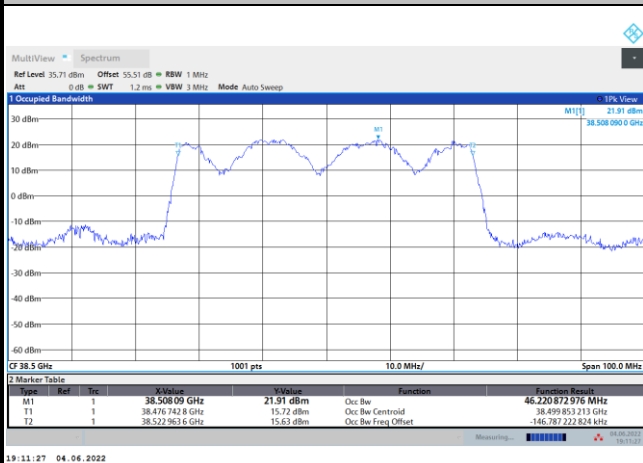 MultiView Spectrum
Ref Level 35.71 dBm Offset 55.51 dB RBW 1 MHz
Att 0 dB SWT 1.2 ms VBW 3 MHz Mode Auto Sweep
1 Occupied Bandwidth 1Pk View
M1[1] 21.91 dBm
38.508 090 0 GHz
30 dBm
M1
20 dBm
T1 T2
10 dBm
0 dBm
-10 dBm
-20 dBm
-30 dBm
-40 dBm
-50 dBm
-60 dBm
CF 38.5 GHz 1001 pts 10.0 MHz/ Span 100.0 MHz
2 Marker Table
Type Ref Trc X-Value Y-Value Function Function Result
M1 1 38.50809 GHz 21.91 dBm Occ Bw 46.220 872 976 MHz
T1 1 38.476 742 8 GHz 15.72 dBm Occ Bw Centroid 38.499 853 213 GHz
T2 1 38.522 963 6 GHz 15.63 dBm Occ Bw Freq Offset -146.787 222 824 kHz
Measuring... 04.06.2022
19:11:27
19:11:27 04.06.2022